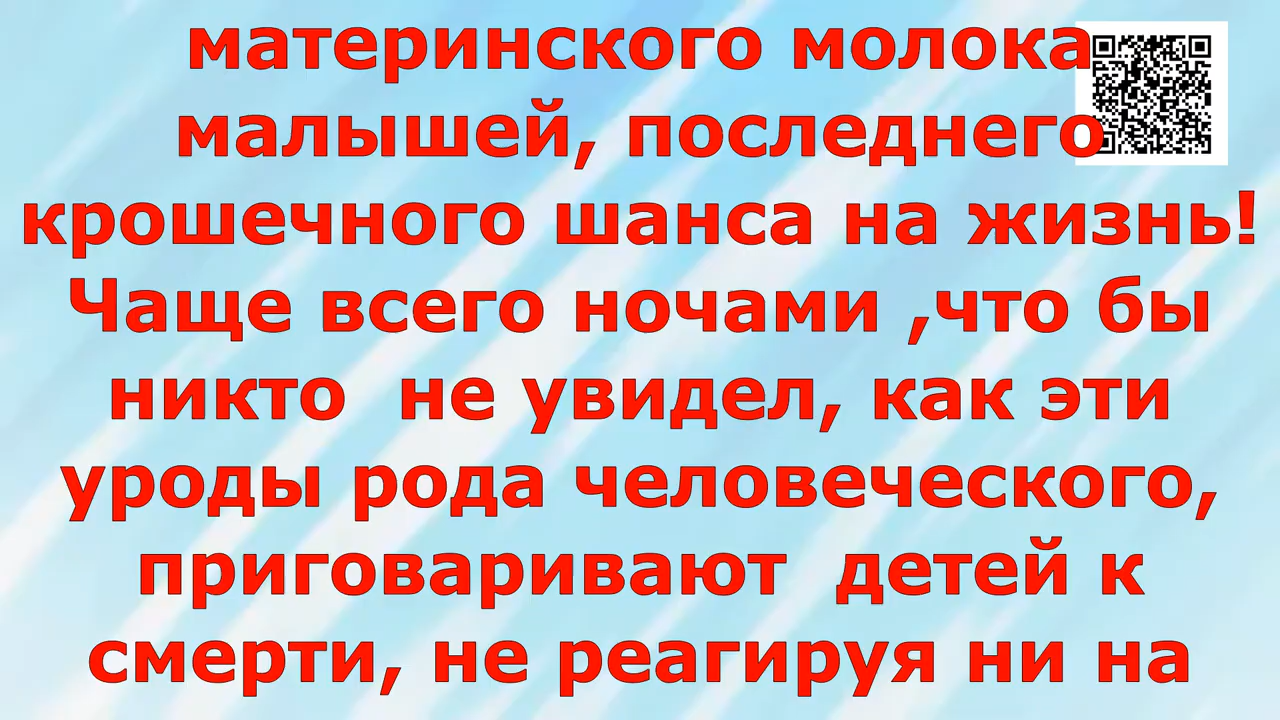 материнского молока
малышей, последнего
крошечного шанса на жизнь!
Чаще всего ночами ,что бы
никто  не увидел, как эти
уроды рода человеческого,
приговаривают  детей к
смерти, не реагируя ни на